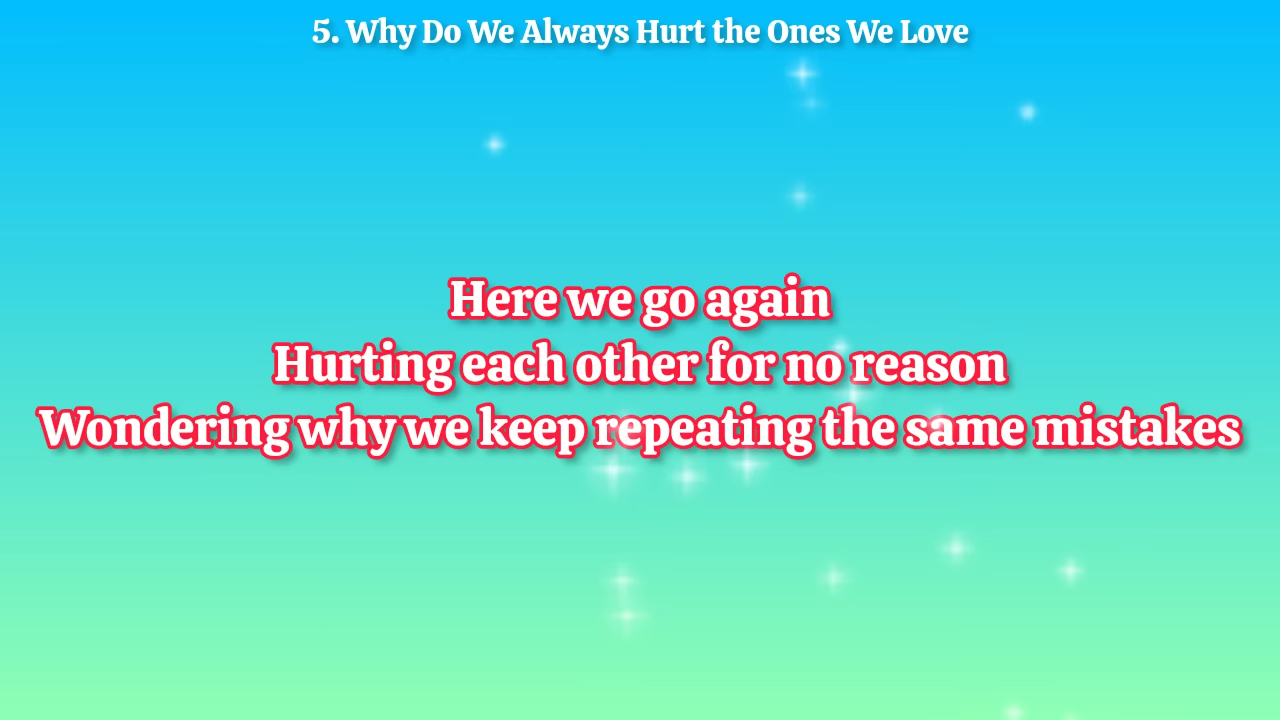 5. Why Do We Always Hurt the Ones We Love
Here we go again
Hurting each other for no reason
Wondering why we keep repeating the same mistakes